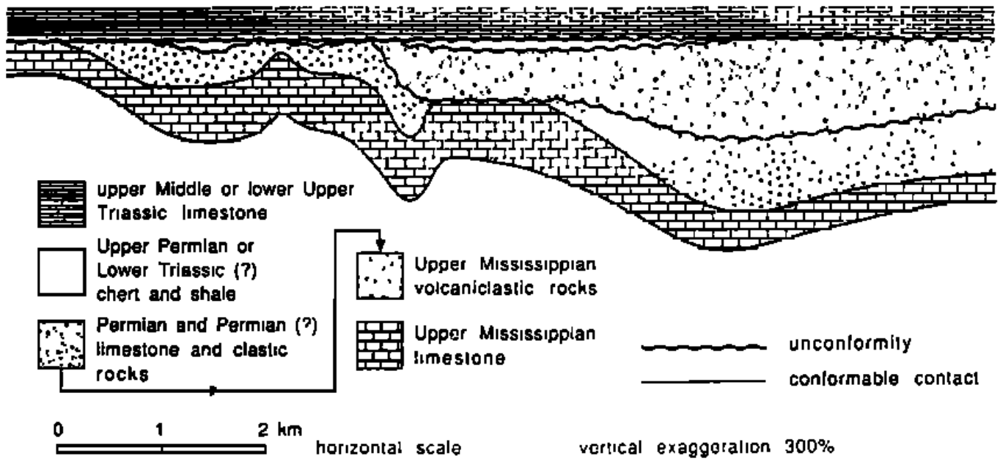 upper Middle or lower Upper
Triassic limestone
Upper Permian or
Lower Triassic (?)
chert and shale
Permian and Permian (?)
limestone and clastic
rocks
Upper Mississippian
volcaniclastic rocks
Upper Mississippian
limestone
unconformity
conformable contact
0 1 2 km
horizontal scale
vertical exaggeration 300%